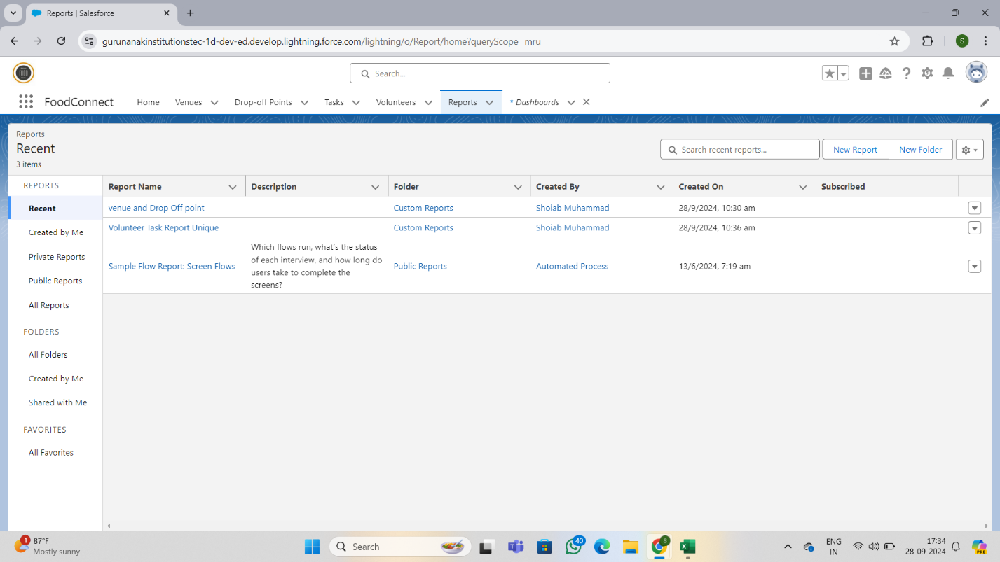 Reports | Salesforce
gurunanakinstitutionstec-1d-dev-ed.develop.lightning.force.com/lightning/o/Report/home?queryScope=mru
S
FOOD
Search...
FoodConnect
Home
Venues
Drop-off Points
Tasks
Volunteers
Reports
* Dashboards
Reports
Recent
3 items
Search recent reports...
New Report
New Folder
REPORTS
Recent
Created by Me
Private Reports
Public Reports
All Reports
FOLDERS
All Folders
Created by Me
Shared with Me
FAVORITES
All Favorites
Report Name Description Folder Created By Created On Subscribed
venue and Drop Off point Custom Reports Shoiab Muhammad 28/9/2024, 10:30 am
Volunteer Task Report Unique Custom Reports Shoiab Muhammad 28/9/2024, 10:36 am
Sample Flow Report: Screen Flows
Which flows run, what's the status
of each interview, and how long do
users take to complete the
screens?
Public Reports Automated Process 13/6/2024, 7:19 am
1
87°F
Mostly sunny
Search
40
S
ENG
IN
17:34
28-09-2024
PRE